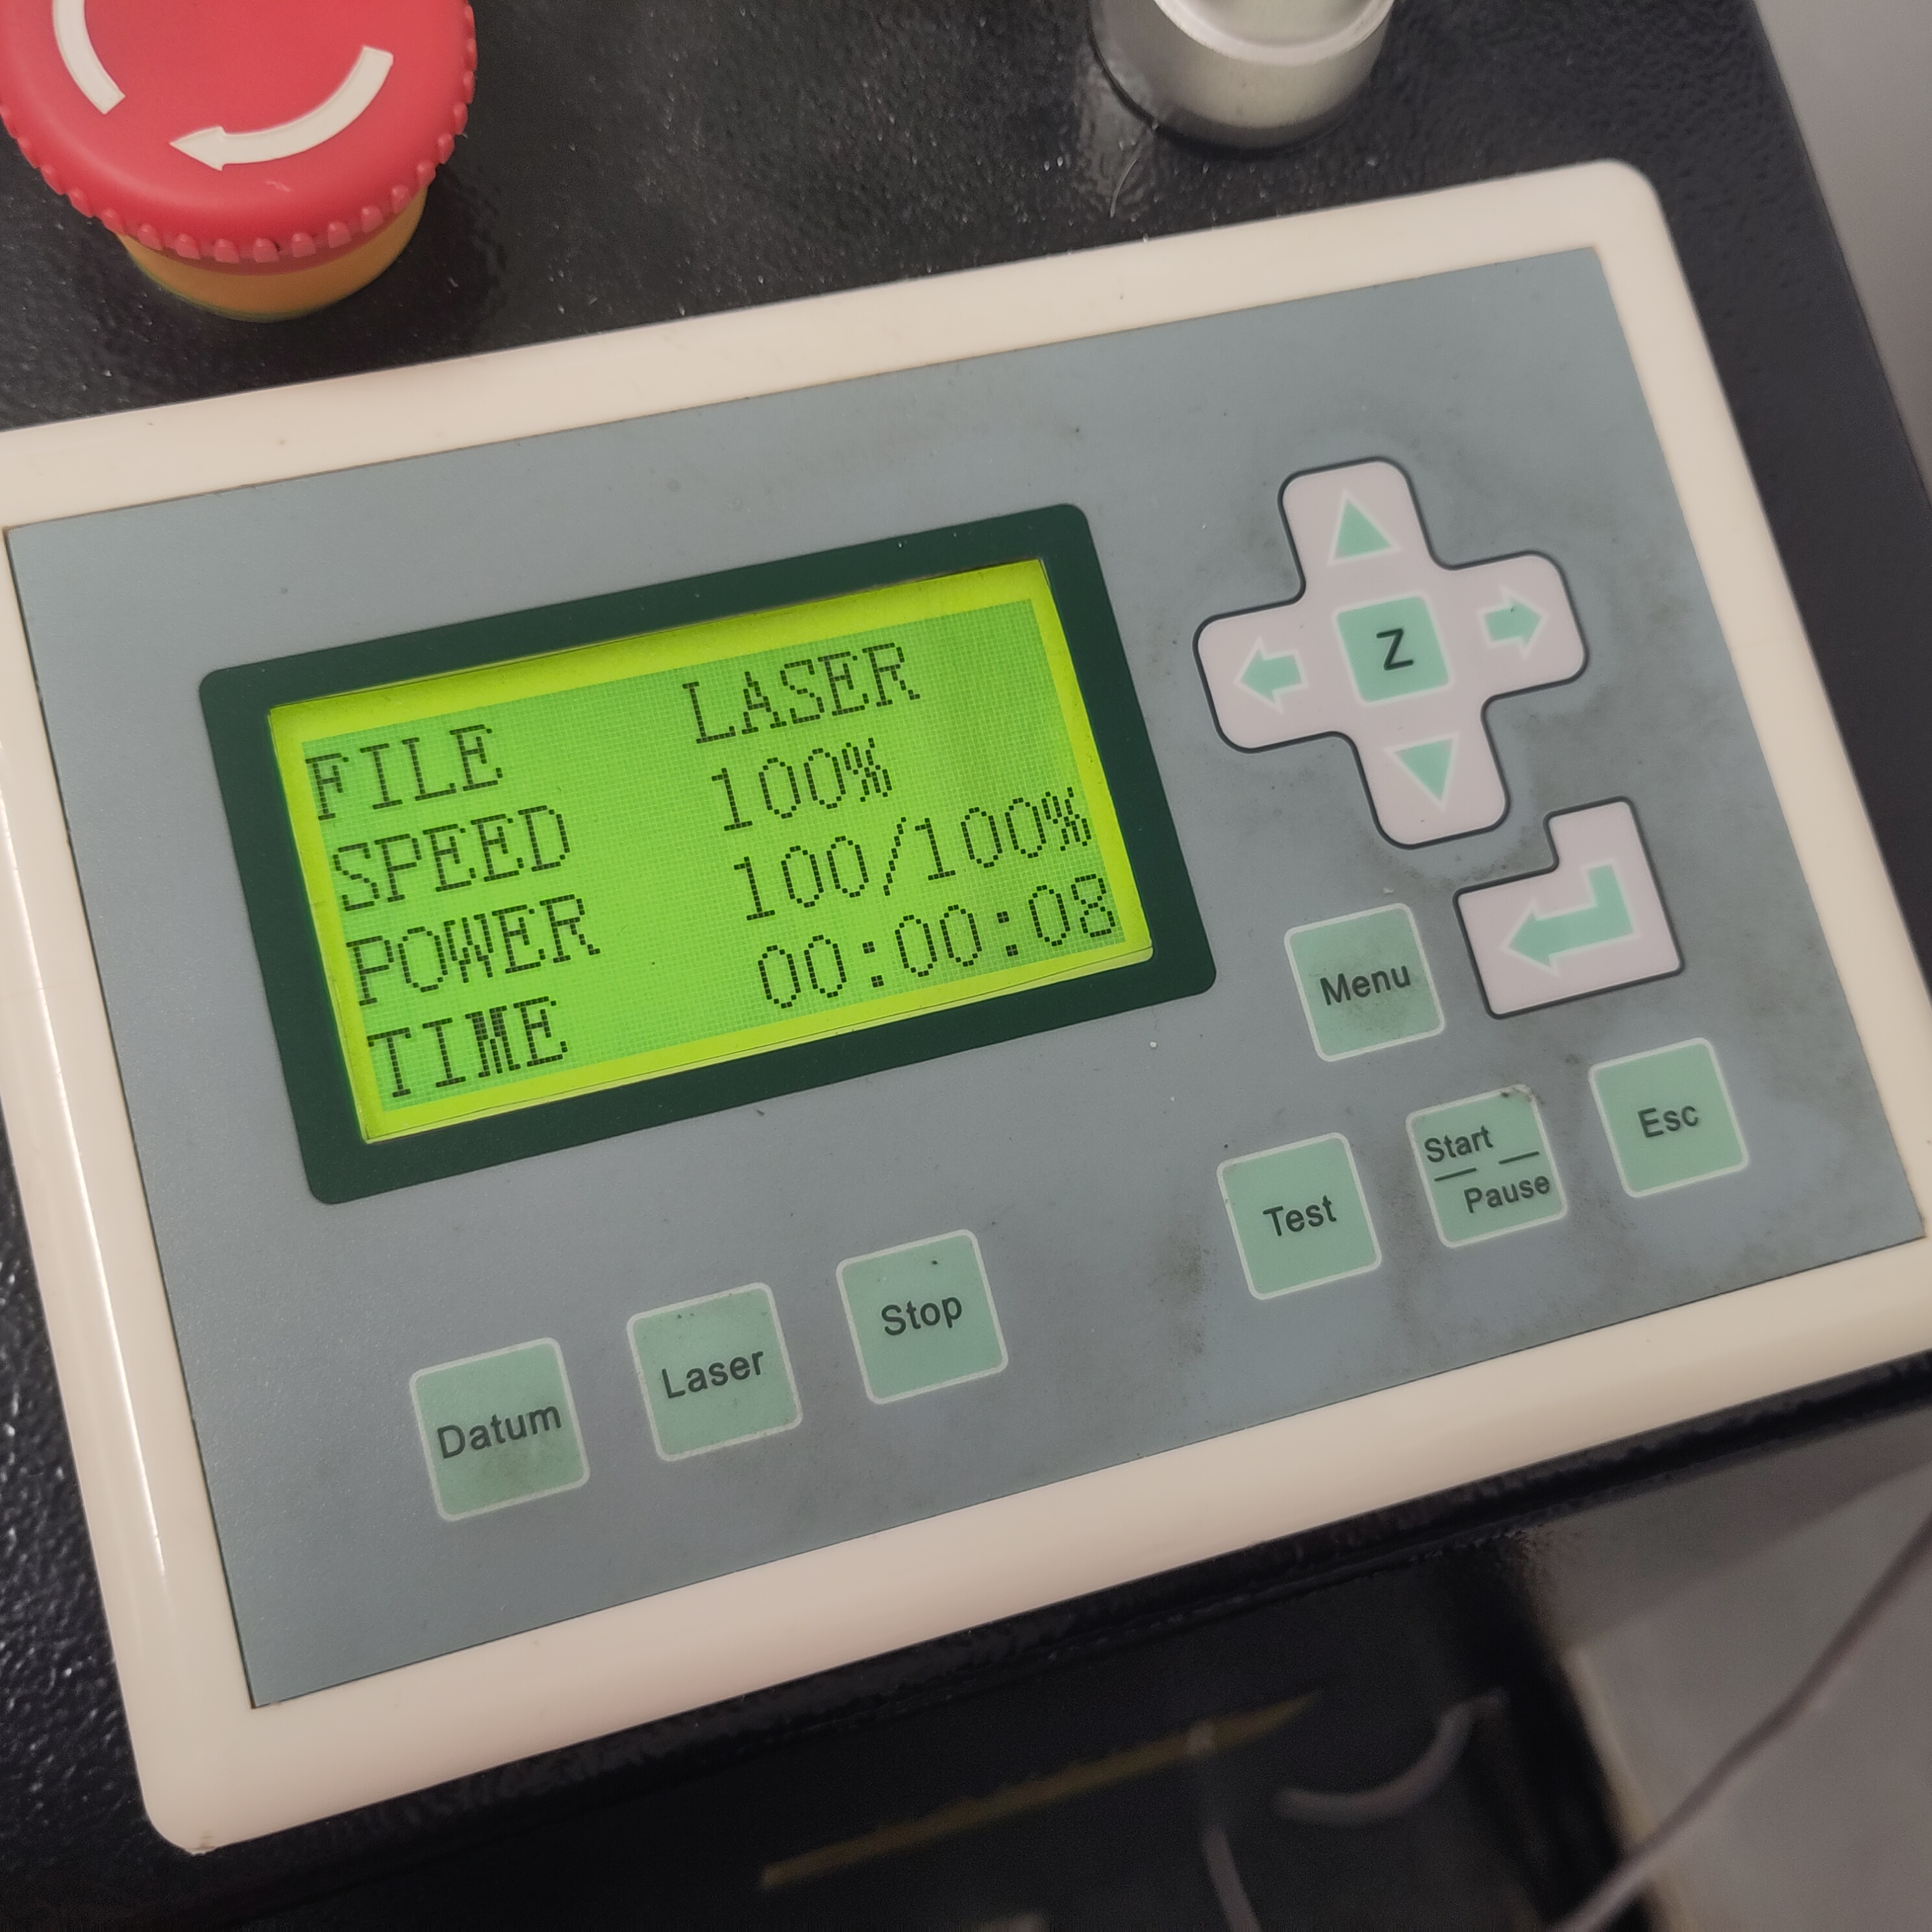 FILE LASER
SPEED 100%
POWER 100/100%
TIME 00:00:08
Z
Menu
Datum
Laser
Stop
Test
Start
Pause
Esc